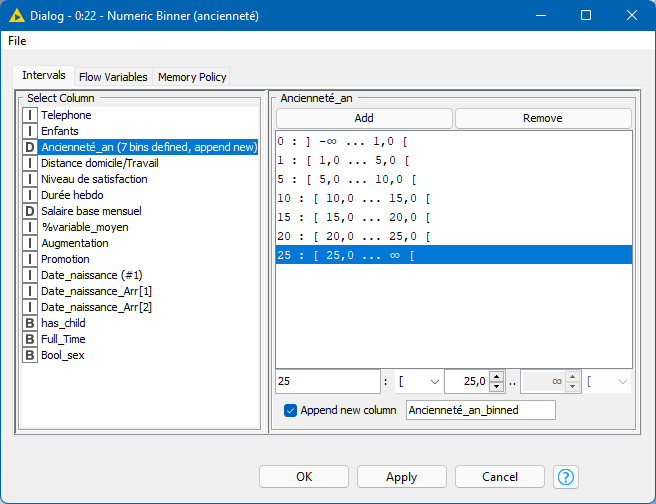 Dialog - 0:22 - Numeric Binner (ancienneté)
File
Intervals Flow Variables Memory Policy
Select Column
I Telephone
I Enfants
D Ancienneté_an (7 bins defined, append new)
I Distance domicile/Travail
I Niveau de satisfaction
I Durée hebdo
D Salaire base mensuel
I %variable_moyen
I Augmentation
I Promotion
I Date_naissance (#1)
I Date_naissance_Arr[1]
I Date_naissance_Arr[2]
B has_child
B Full_Time
B Bool_sex
Ancienneté_an
Add Remove
0 : ] -∞ ... 1,0 [
1 : [ 1,0 ... 5,0 [
5 : [ 5,0 ... 10,0 [
10 : [ 10,0 ... 15,0 [
15 : [ 15,0 ... 20,0 [
20 : [ 20,0 ... 25,0 [
25 : [ 25,0 ... ∞ [
25 : [ 25,0 .. ∞ [
Append new column Ancienneté_an_binned
OK Apply Cancel ?